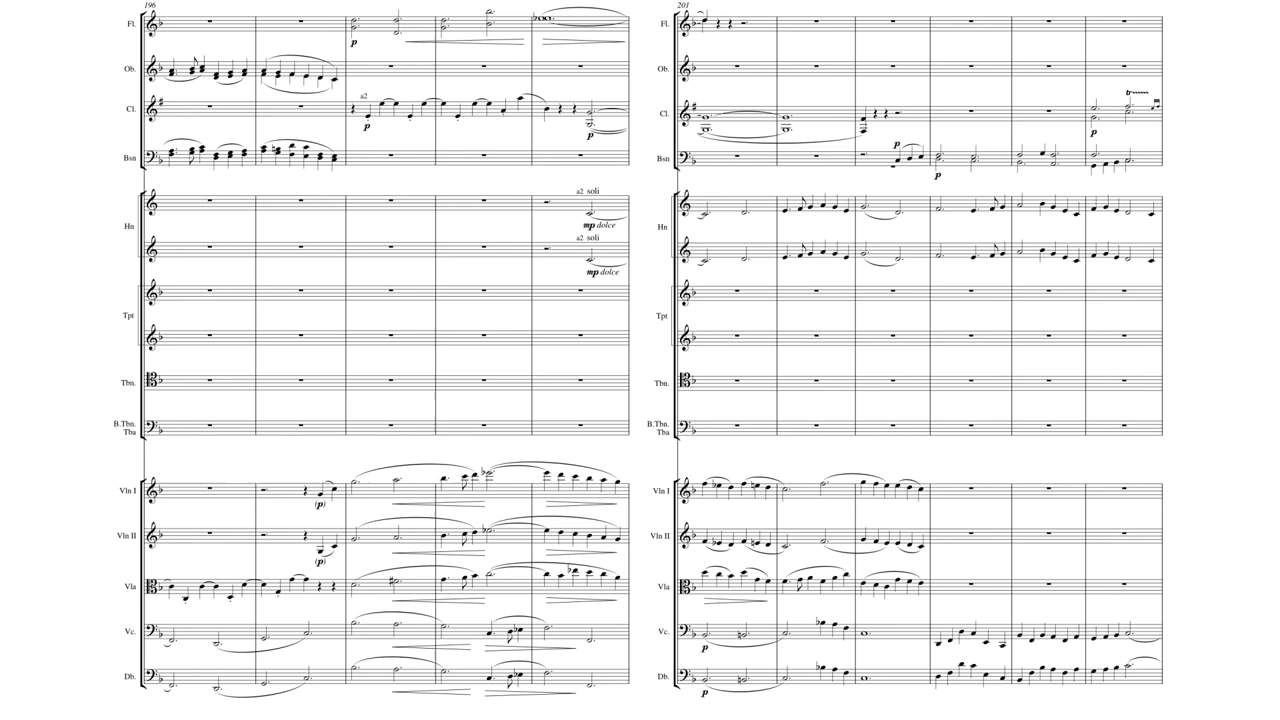 196
Fl.
p
Ob.
Cl.
a2
p
p
Bsn
Hn
a2 soli
mp dolce
a2 soli
mp dolce
Tpt
Tbn.
B.Tbn.
Tba
Vln I
(p)
Vln II
(p)
Vla
Vc.
Db.
201
Fl.
Ob.
Cl.
tr
p
Bsn
p
p
Hn
Tpt
Tbn.
B.Tbn.
Tba
Vln I
Vln II
Vla
Vc.
p
Db.
p